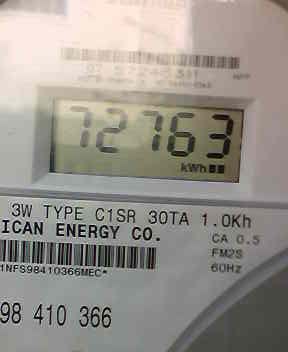 72763
kWh
3W TYPE C1SR 30TA 1.0Kh
ICAN ENERGY CO.
CA 0.5
FM2S
1NFS98410366MEC*
60Hz
98 410 366